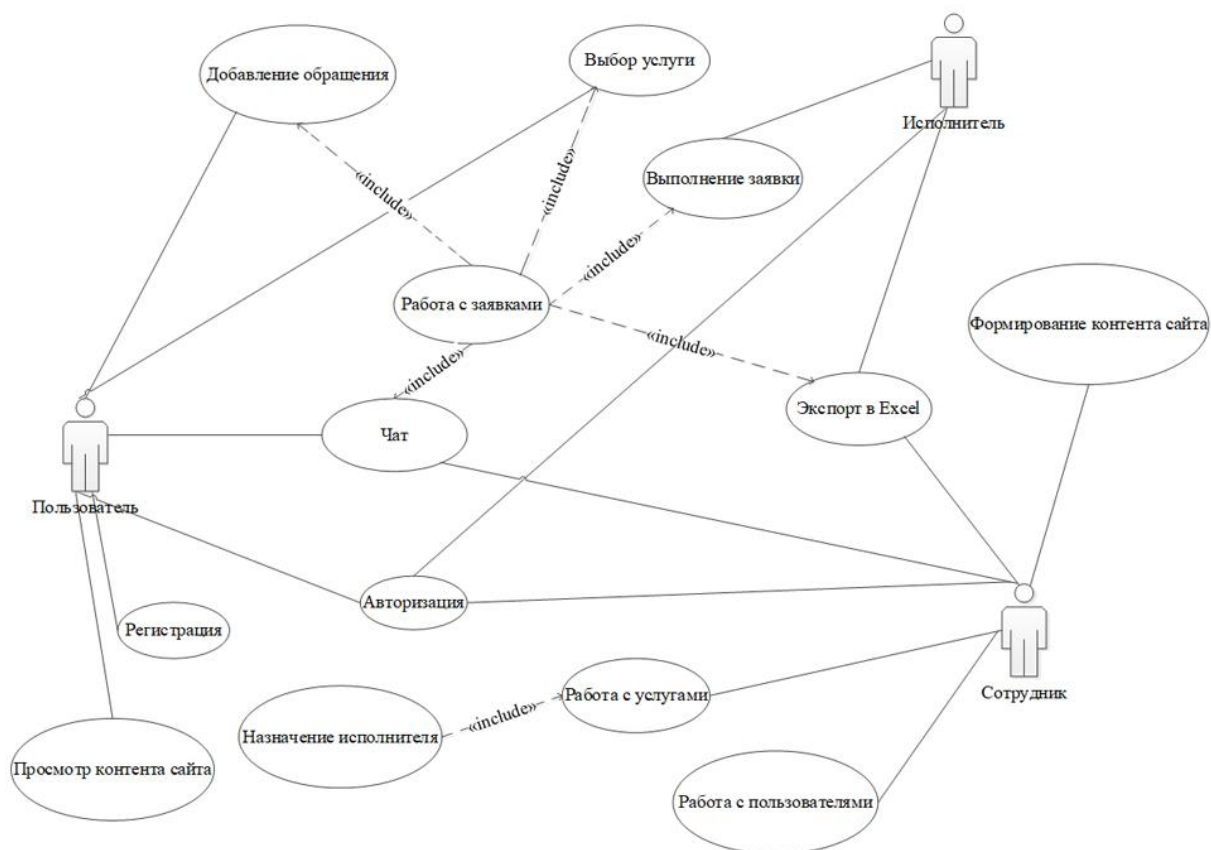 Добавление обращения
Выбор услуги
Исполнитель
Выполнение заявки
«include»
«include»
«include»
Работа с заявками
Формирование контента сайта
«include»
«include»
Экспорт в Excel
Чат
Пользователь
Авторизация
Регистрация
Сотрудник
Работа с услугами
«include»
Назначение исполнителя
Просмотр контента сайта
Работа с пользователями